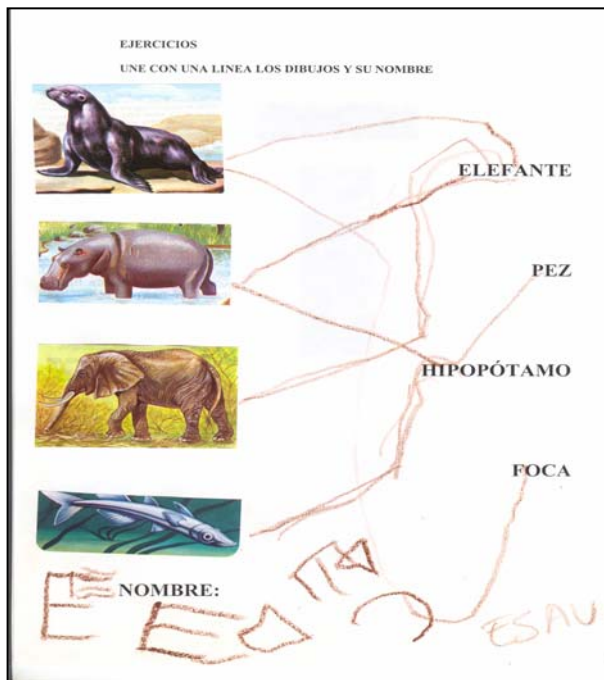 EJERCICIOS
UNE CON UNA LINEA LOS DIBUJOS Y SU NOMBRE
ELEFANTE
PEZ
HIPOPÓTAMO
FOCA
NOMBRE:
ESAU